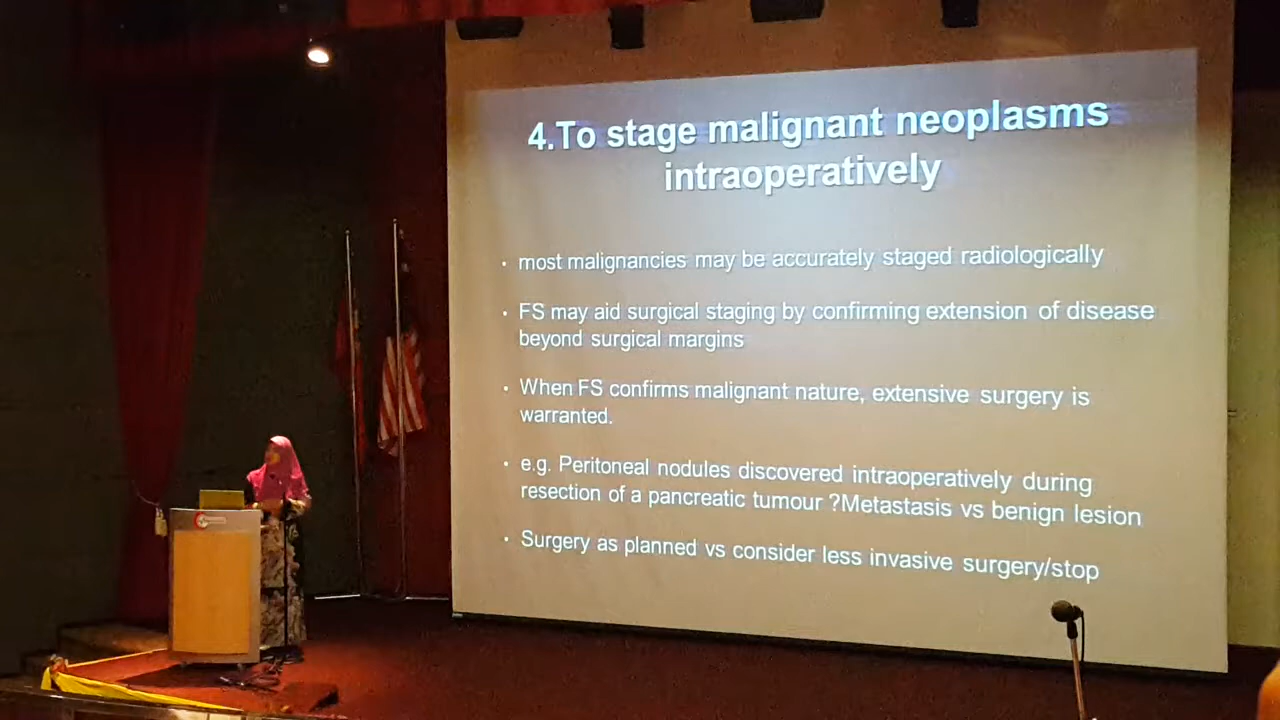 4.To stage malignant neoplasms
intraoperatively
• most malignancies may be accurately staged radiologically
• FS may aid surgical staging by confirming extension of disease
beyond surgical margins
• When FS confirms malignant nature, extensive surgery is
warranted.
• e.g. Peritoneal nodules discovered intraoperatively during
resection of a pancreatic tumour ?Metastasis vs benign lesion
• Surgery as planned vs consider less invasive surgery/stop